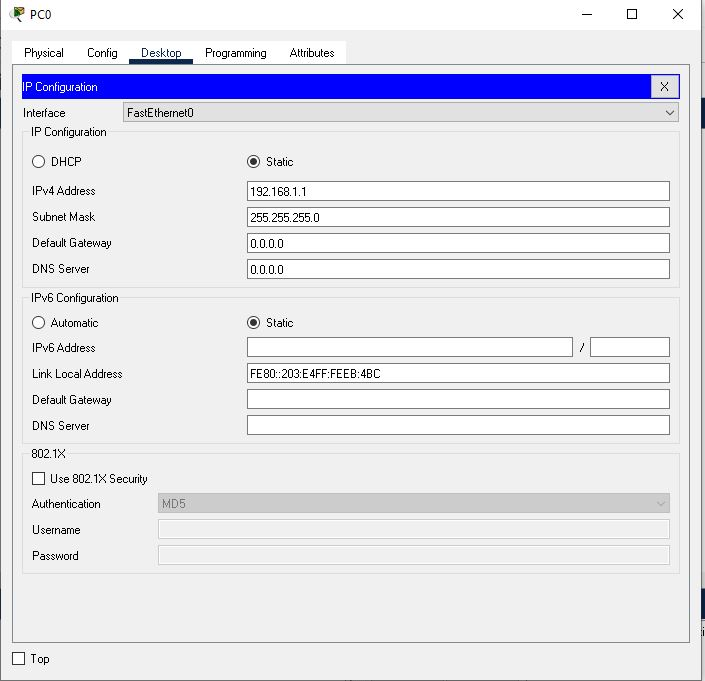 PC0
Physical Config Desktop Programming Attributes
IP Configuration X
Interface FastEthernet0
IP Configuration
DHCP Static
IPv4 Address 192.168.1.1
Subnet Mask 255.255.255.0
Default Gateway 0.0.0.0
DNS Server 0.0.0.0
IPv6 Configuration
Automatic Static
IPv6 Address /
Link Local Address FE80::203:E4FF:FEEB:4BC
Default Gateway
DNS Server
802.1X
Use 802.1X Security
Authentication MD5
Username
Password
Top